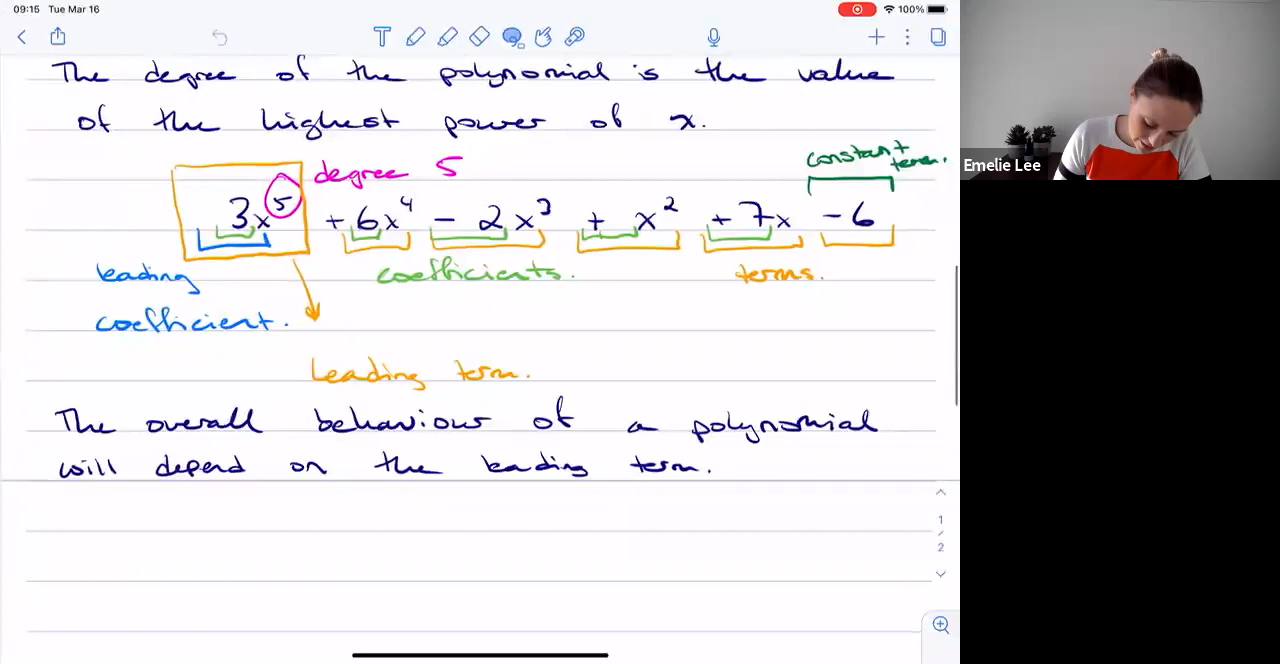 09:15 Tue Mar 16
100%
The degree of the polynomial is the value
of the highest power of x.
constant term.
degree 5
3x⁵ + 6x⁴ - 2x³ + x² + 7x - 6
leading coefficients. terms.
coefficient.
leading term.
The overall behaviour of a polynomial
will depend on the leading term.
1
/
2
Emelie Lee